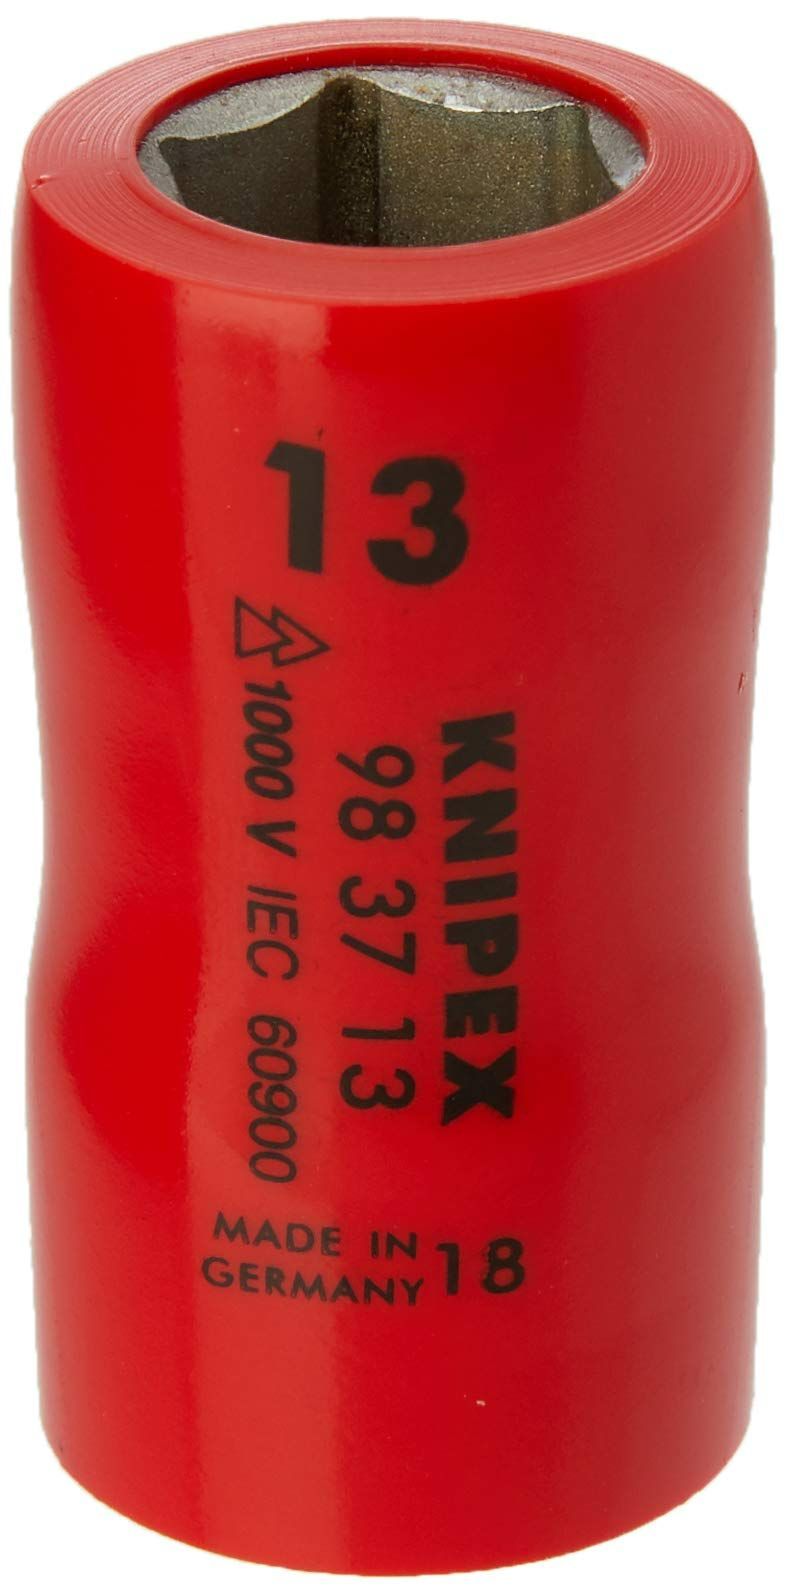 13
KNIPEX
98 37 13
1000 V IEC 60900
MADE IN
GERMANY
18